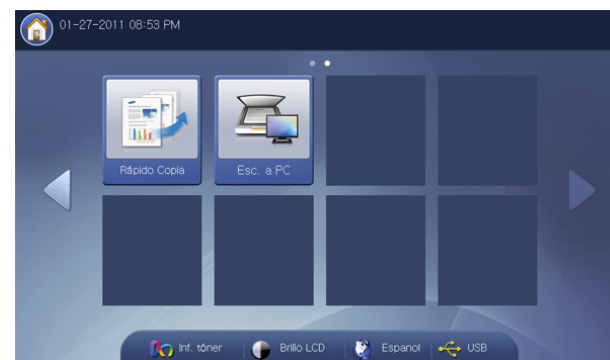 01-27-2011 08:53 PM
Rápido Copia
Esc. a PC
Inf. tóner
Brillo LCD
Espanol
USB